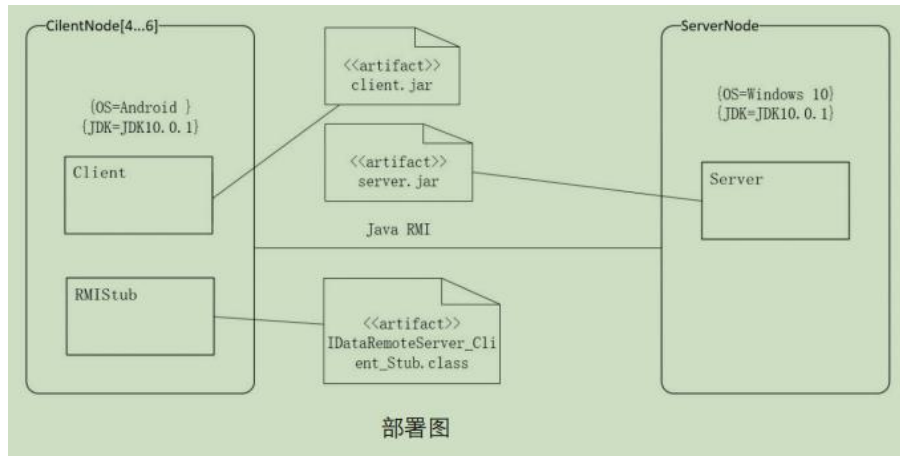 CilentNode[4...6]
{OS=Android }
{JDK=JDK10.0.1}
Client
RMIStub
<<artifact>>
client.jar
<<artifact>>
server.jar
Java RMI
<<artifact>>
IDataRemoteServer_Cli
ent_Stub.class
ServerNode
{OS=Windows 10}
{JDK=JDK10.0.1}
Server
部署图